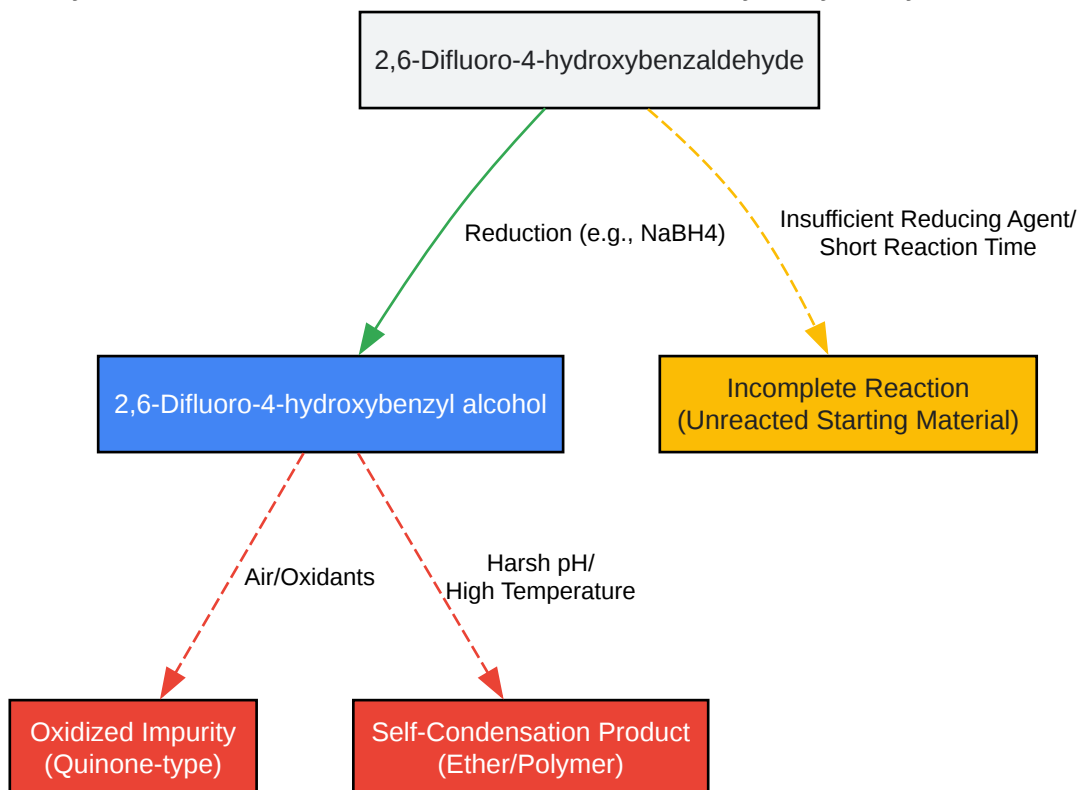 2,6-Difluoro-4-hydroxybenzaldehyde
Reduction (e.g., NaBH4)
Insufficient Reducing Agent/
Short Reaction Time
2,6-Difluoro-4-hydroxybenzyl alcohol
Incomplete Reaction
(Unreacted Starting Material)
Air/Oxidants
Harsh pH/
High Temperature
Oxidized Impurity
(Quinone-type)
Self-Condensation Product
(Ether/Polymer)